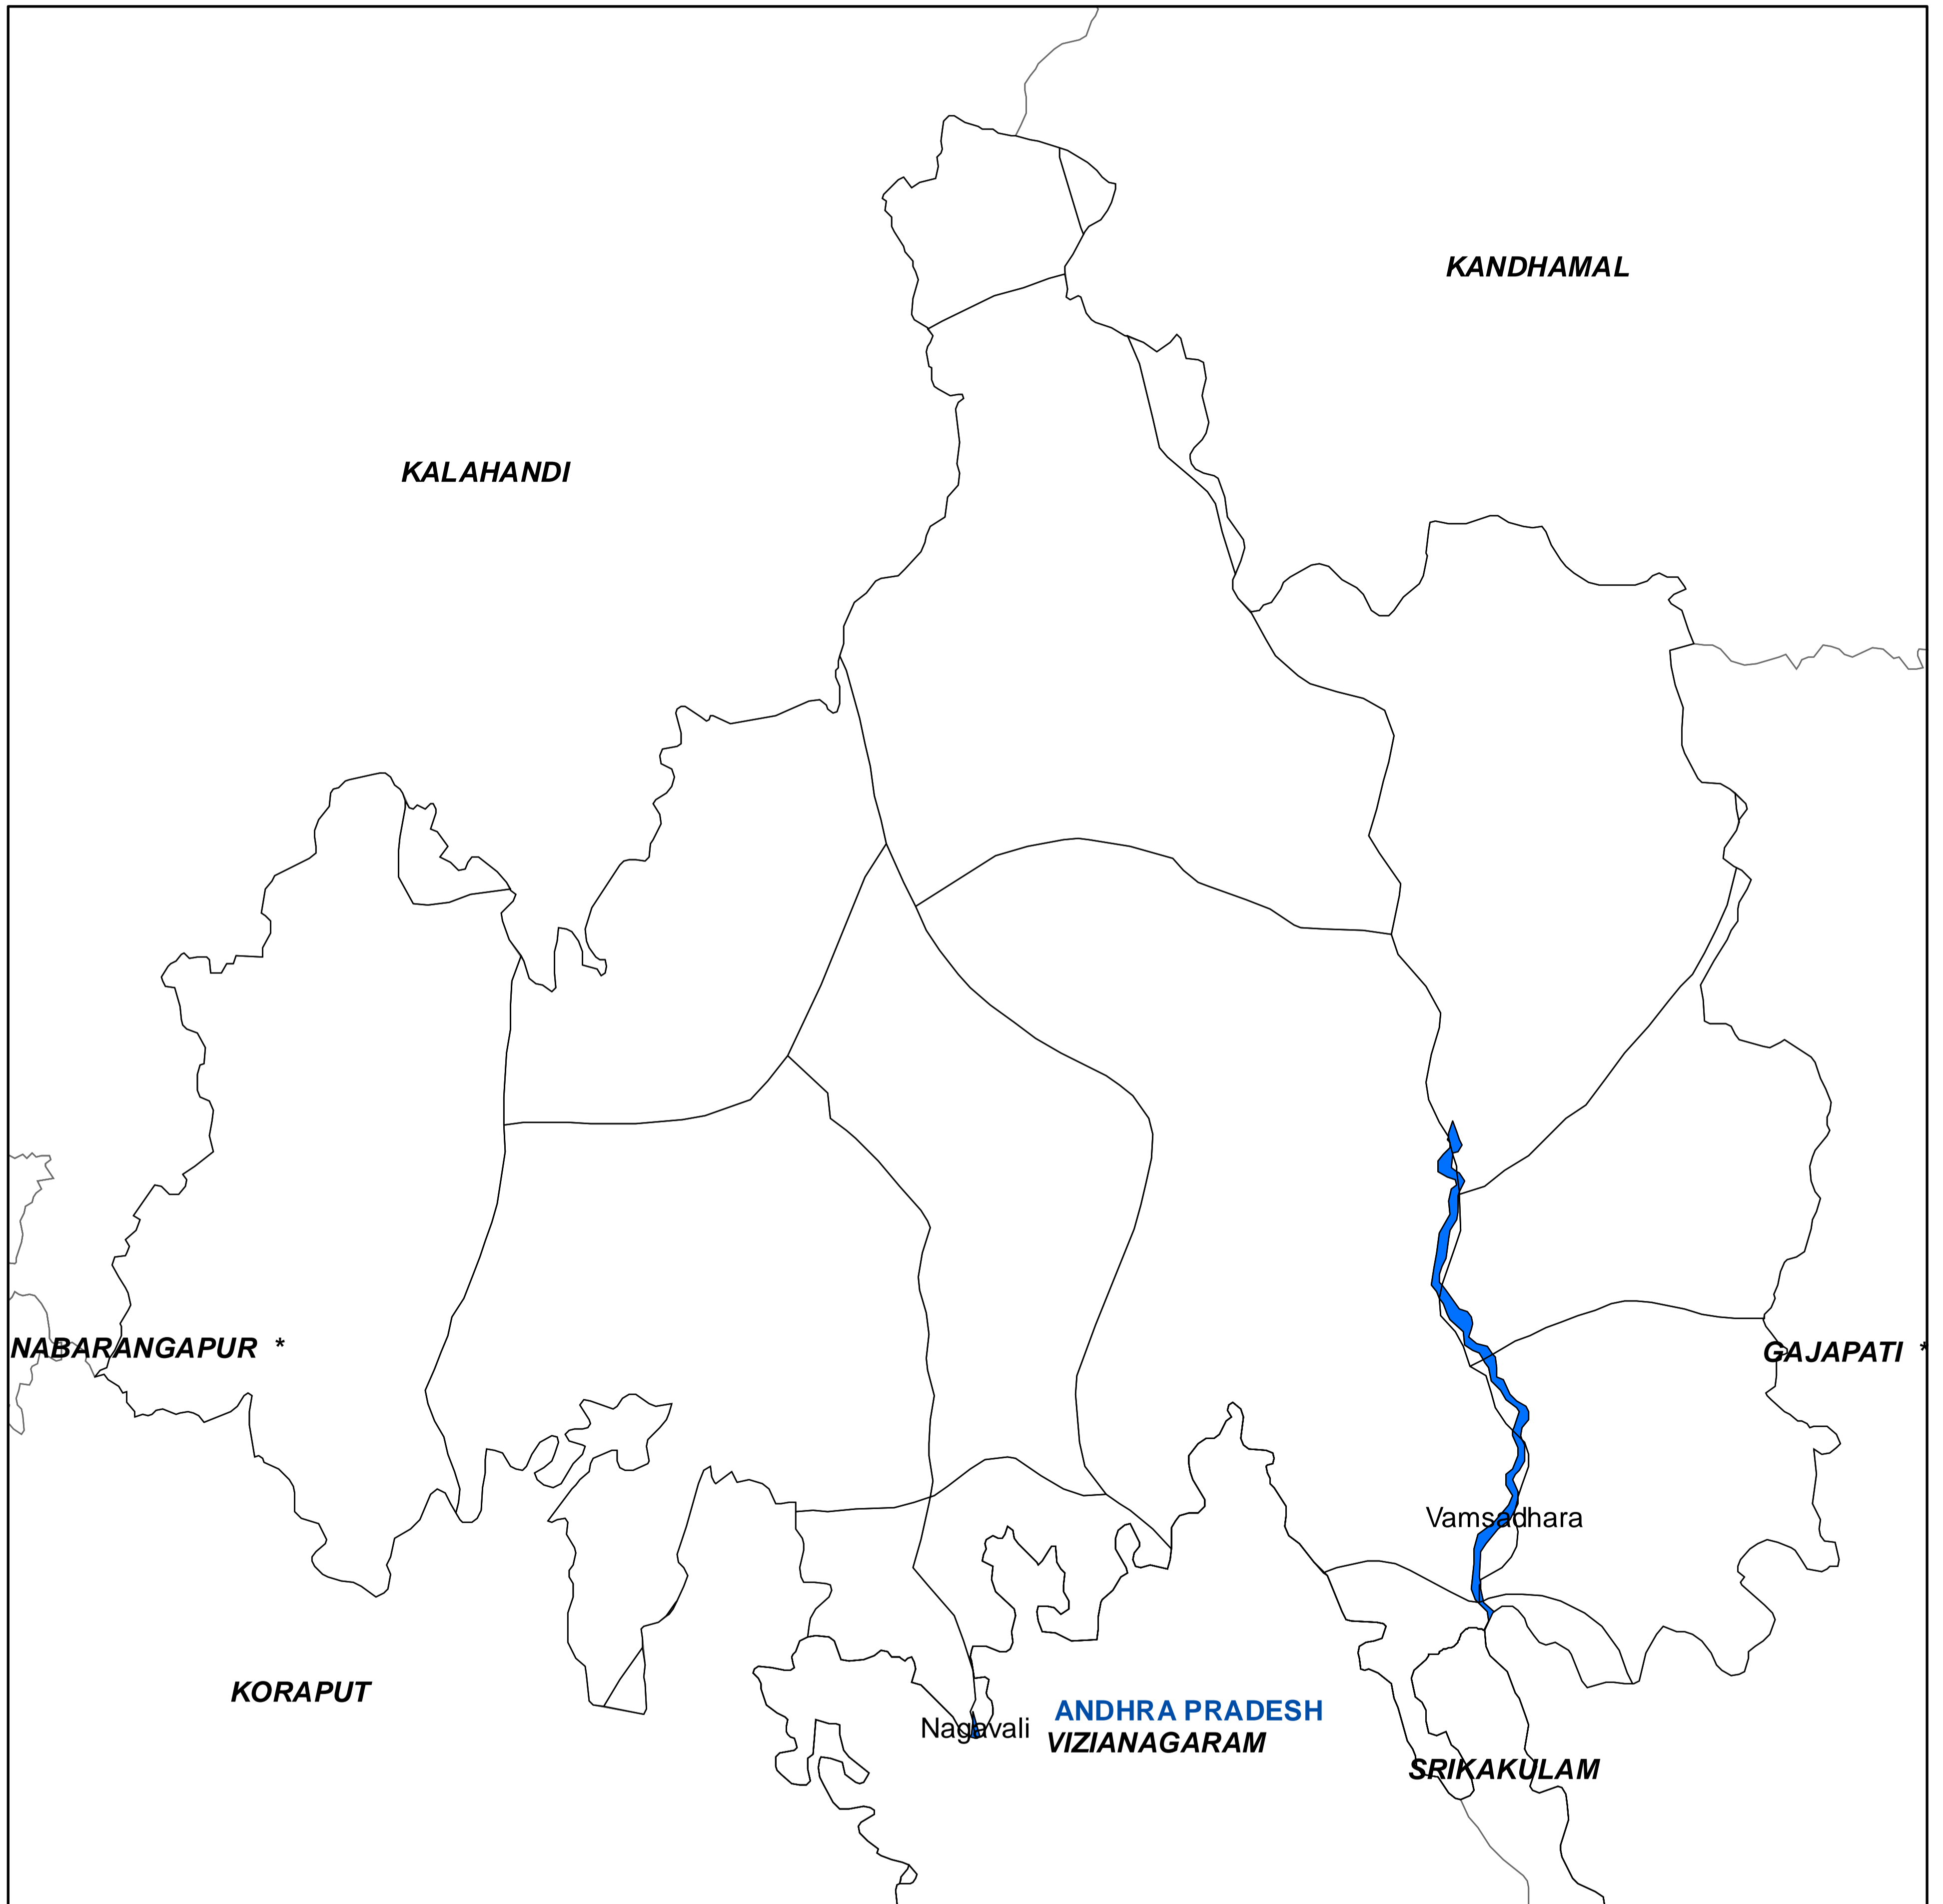 KANDHAMAL
KALAHANDI
NABARANGAPUR *
GAJAPATI *
Vamsadhara
KORAPUT
ANDHRA PRADESH
Nagavali
VIZIANAGARAM
SRIKAKULAM